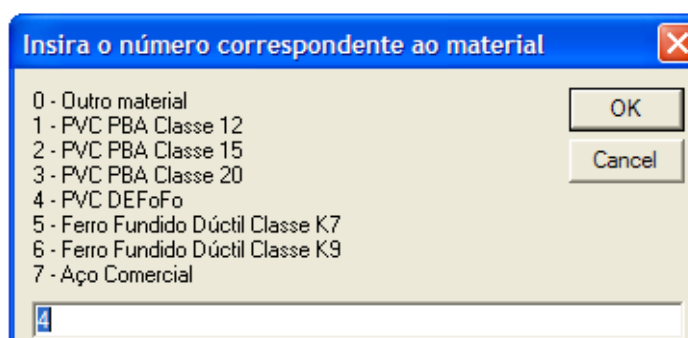 Insira o número correspondente ao material
0 - Outro material
1 - PVC PBA Classe 12
2 - PVC PBA Classe 15
3 - PVC PBA Classe 20
4 - PVC DEFoFo
5 - Ferro Fundido Dúctil Classe K7
6 - Ferro Fundido Dúctil Classe K9
7 - Aço Comercial
OK
Cancel
4